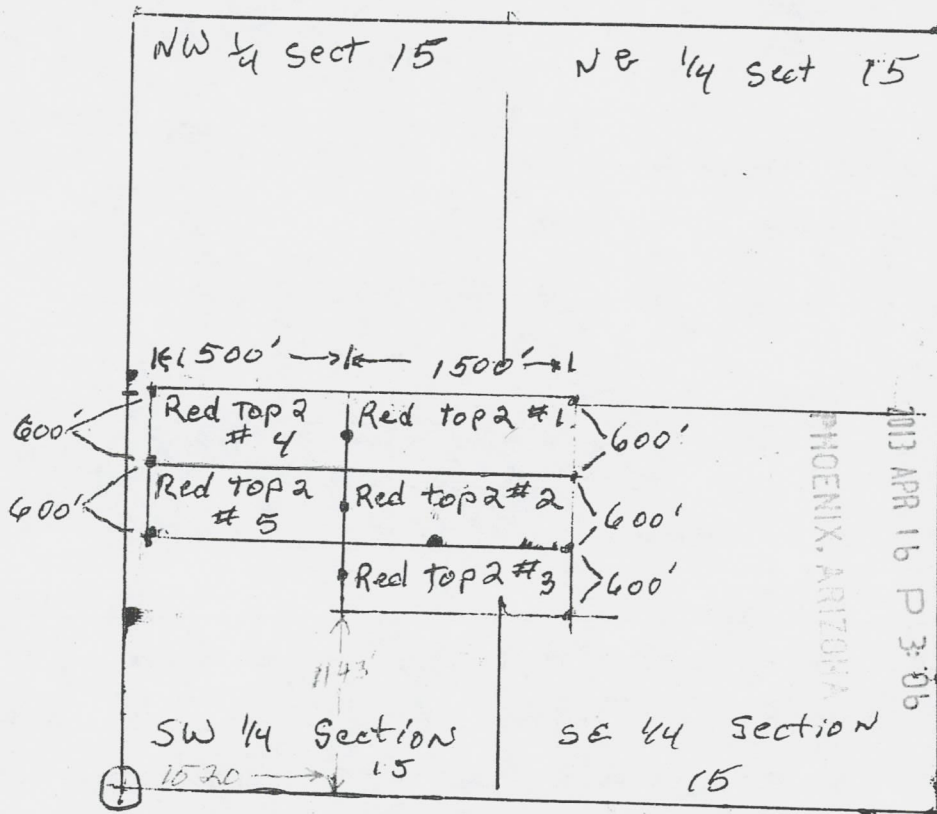 NW 1/4 Sect 15
NE 1/4 Sect 15
1500'
1500'
600'
Red Top 2
# 4
Red top 2 #1
600'
600'
Red Top 2
# 5
Red top 2 #2
600'
Red top 2 #3
600'
1143'
SW 1/4 Section
15
1520
SE 1/4 Section
15
2013 APR 16 P 3:06
PHOENIX, ARIZONA